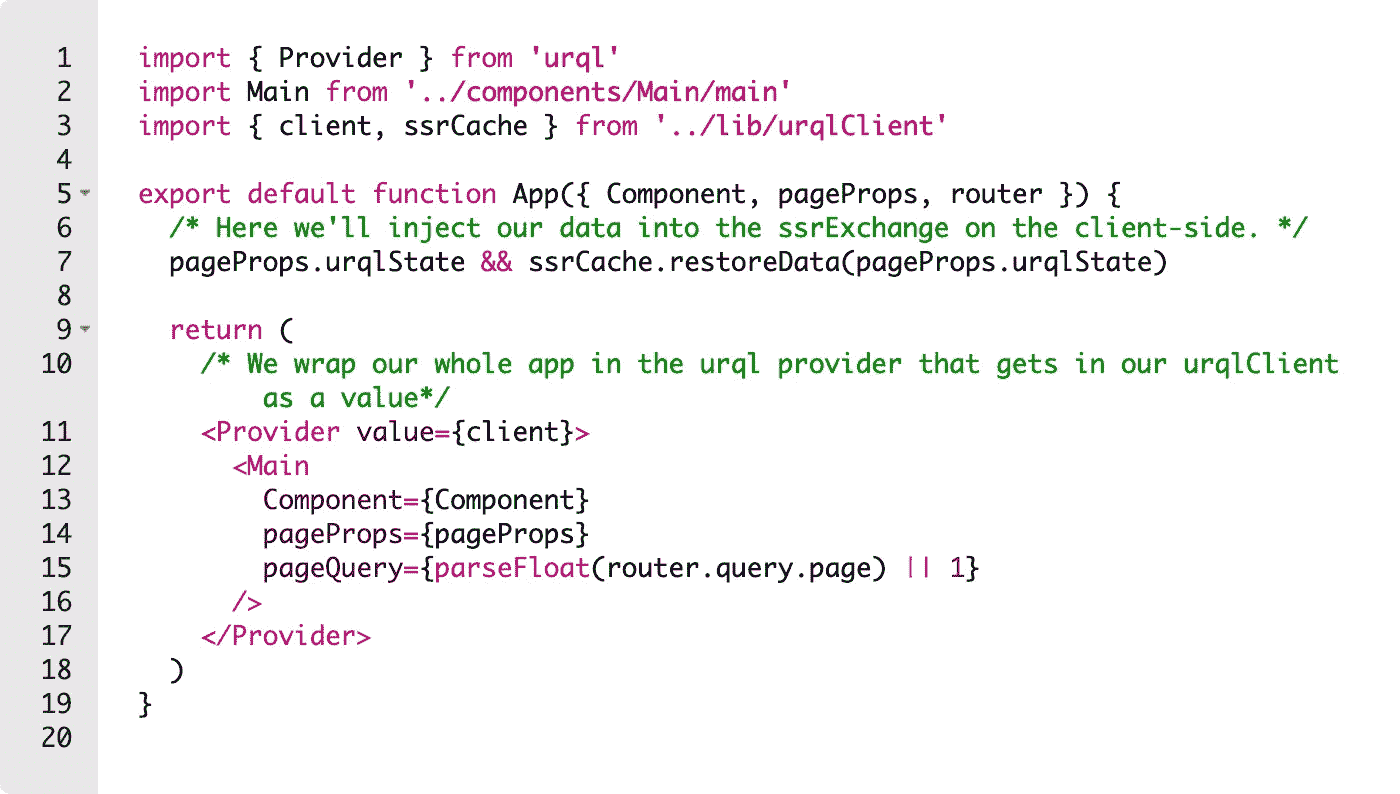 1 import { Provider } from 'urql'
2 import Main from '../components/Main/main'
3 import { client, ssrCache } from '../lib/urqlClient'
4
5 export default function App({ Component, pageProps, router }) {
6   /* Here we'll inject our data into the ssrExchange on the client-side. */
7   pageProps.urqlState && ssrCache.restoreData(pageProps.urqlState)
8
9   return (
10     /* We wrap our whole app in the urql provider that gets in our urqlClient
        as a value*/
11     <Provider value={client}>
12       <Main
13         Component={Component}
14         pageProps={pageProps}
15         pageQuery={parseFloat(router.query.page) || 1}
16       />
17     </Provider>
18   )
19 }
20